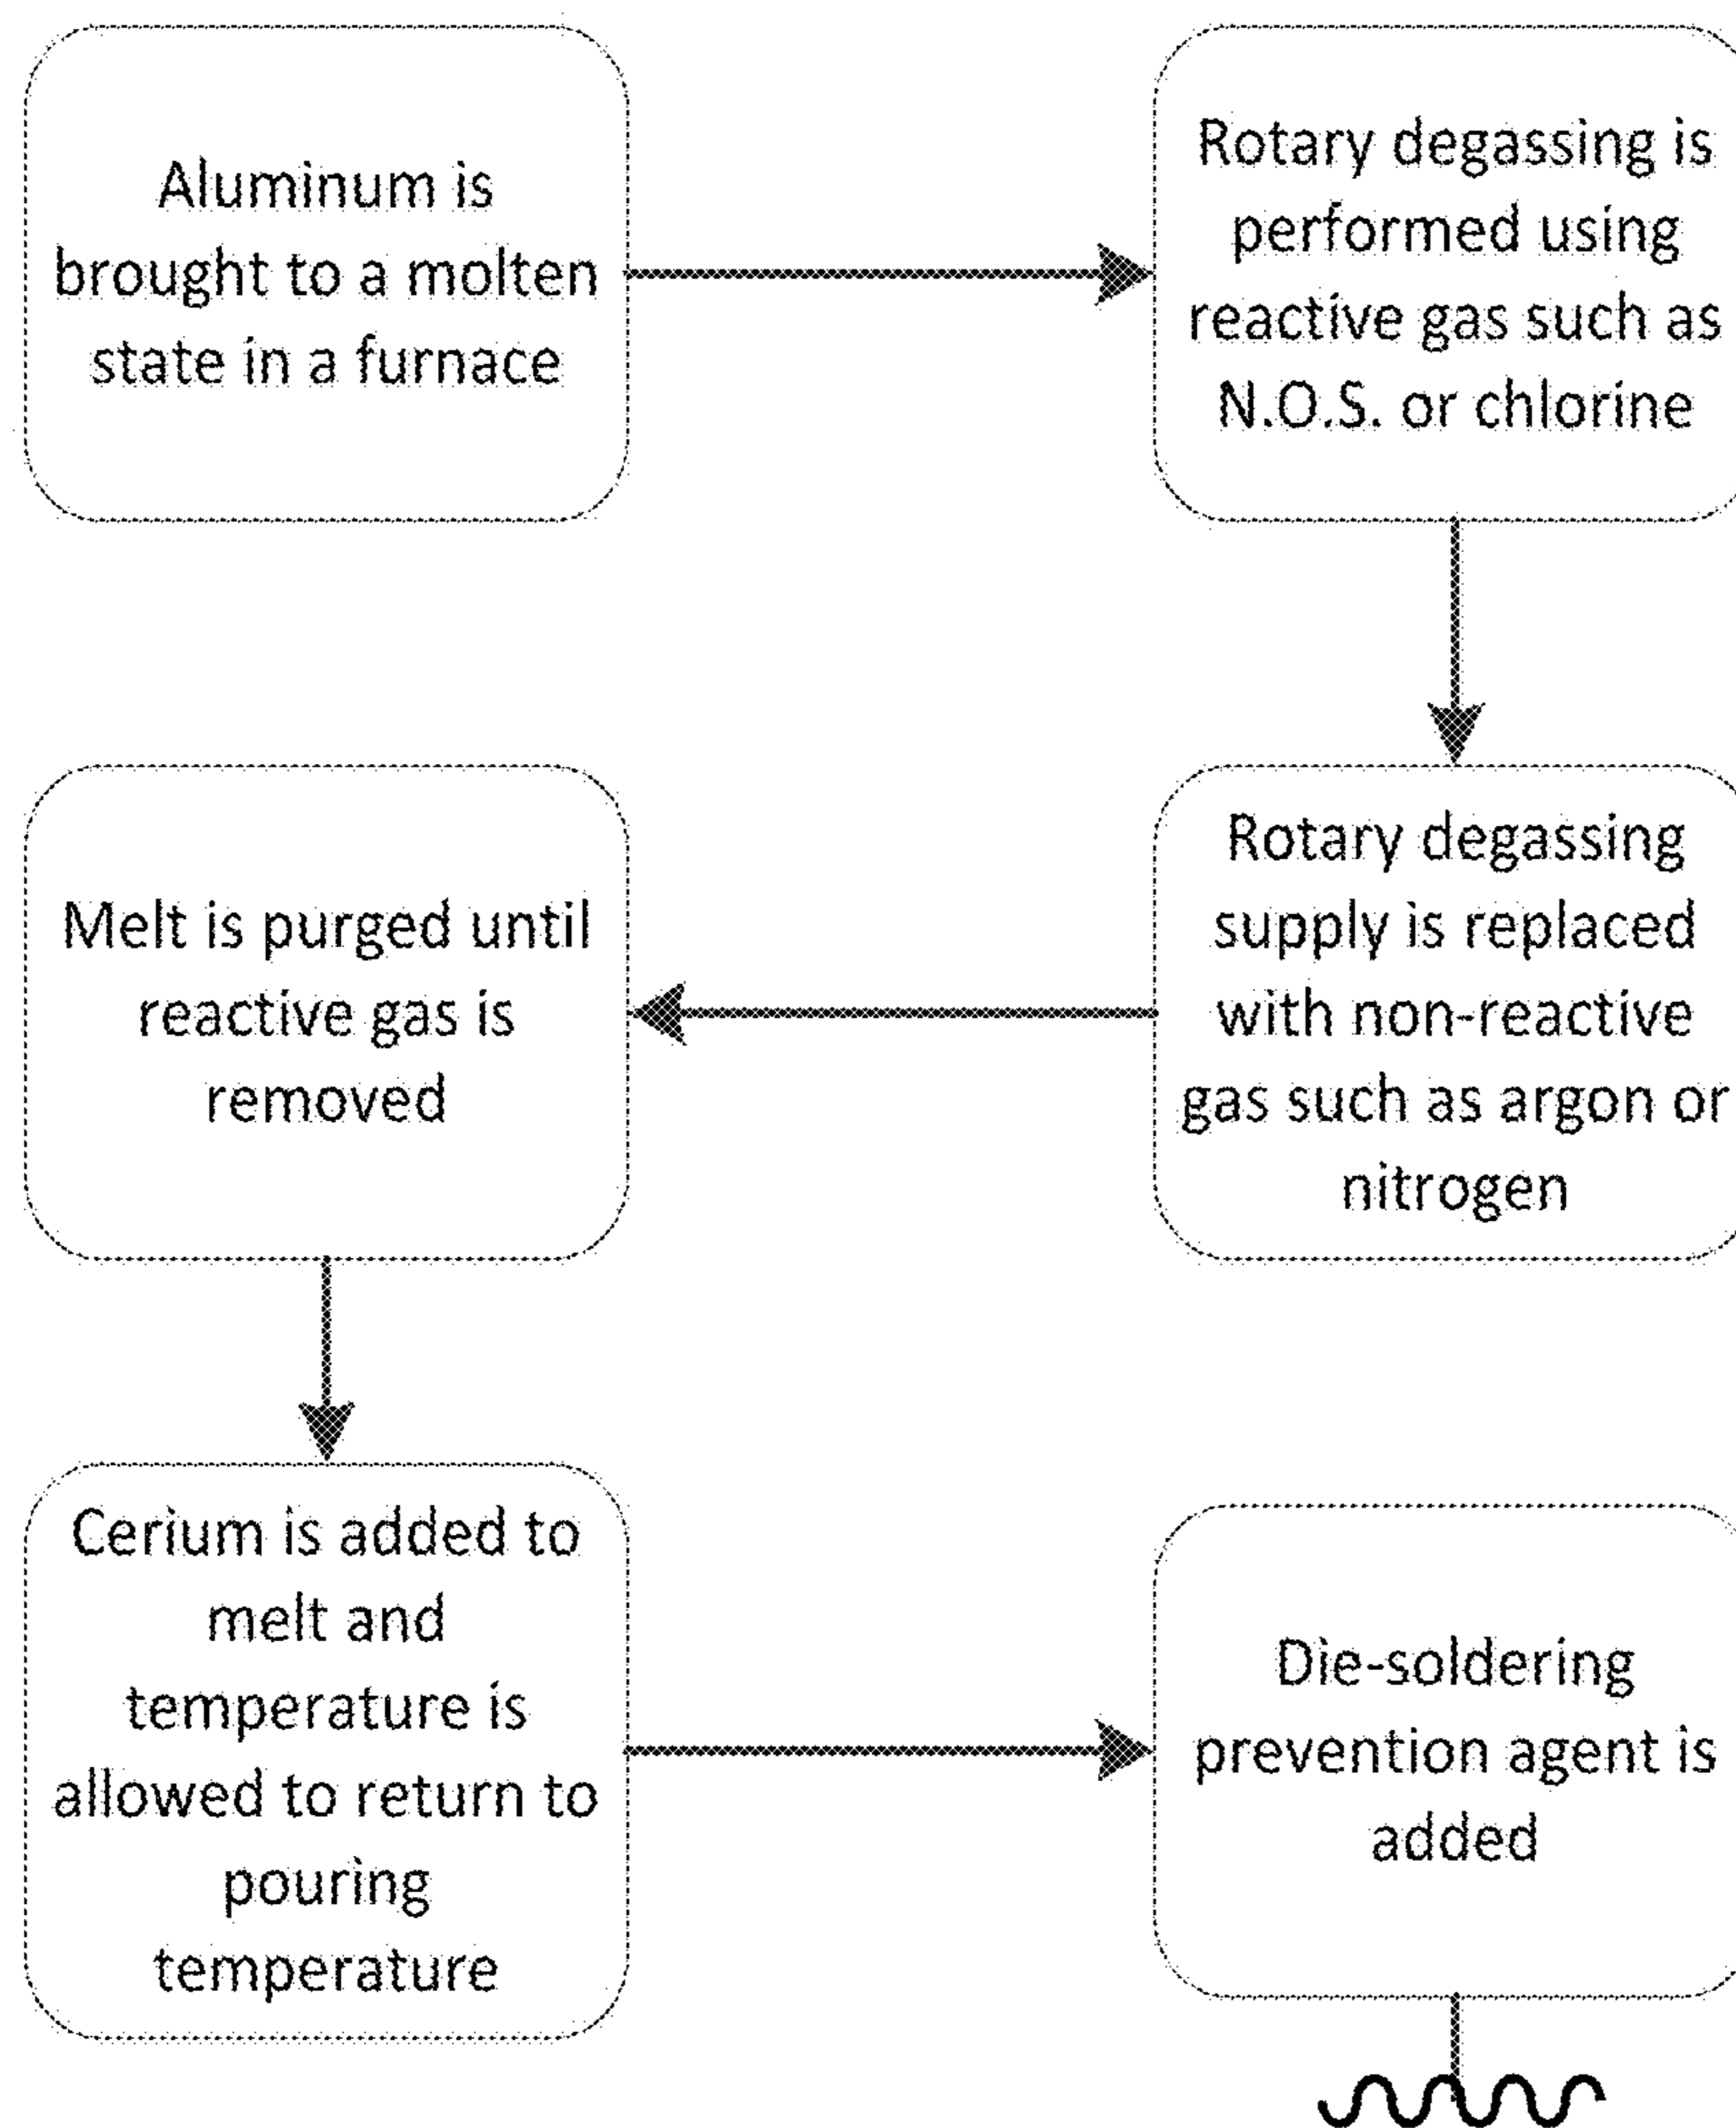 Aluminum is
brought to a molten
state in a furnace
Rotary degassing is
performed using
reactive gas such as
N.O.S. or chlorine
Rotary degassing
supply is replaced
with non-reactive
gas such as argon or
nitrogen
Melt is purged until
reactive gas is
removed
Cerium is added to
melt and
temperature is
allowed to return to
pouring
temperature
Die-soldering
prevention agent is
added